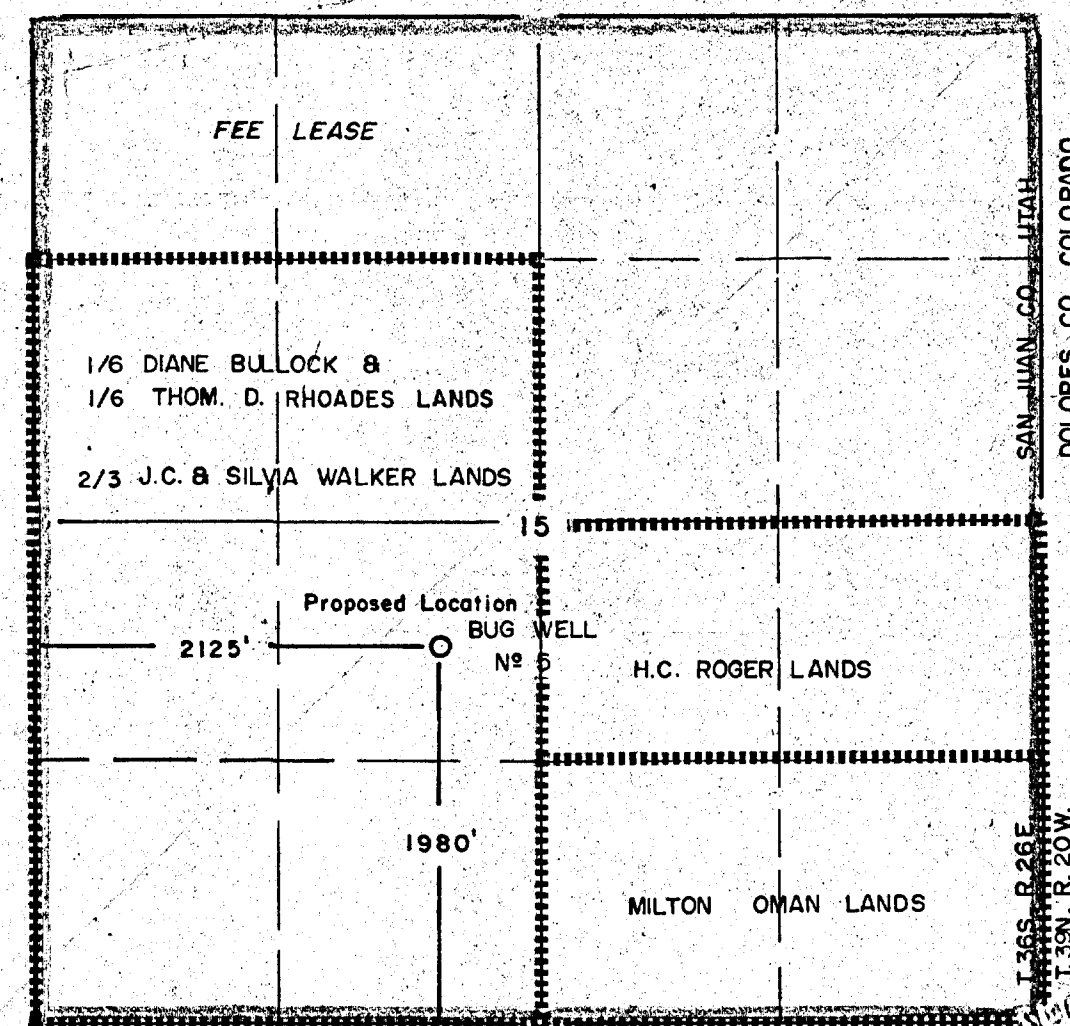 FEE LEASE
1/6 DIANE BULLOCK &
1/6 THOM. D. RHOADES LANDS
2/3 J.C. & SILVIA WALKER LANDS
15
Proposed Location
BUG WELL
Nº 5
2125'
H.C. ROGER LANDS
1980'
MILTON OMAN LANDS
SAN JUAN CO. UTAH
DOLORES CO. COLORADO
T.36S. R.26E.
T.39N. R.20W.